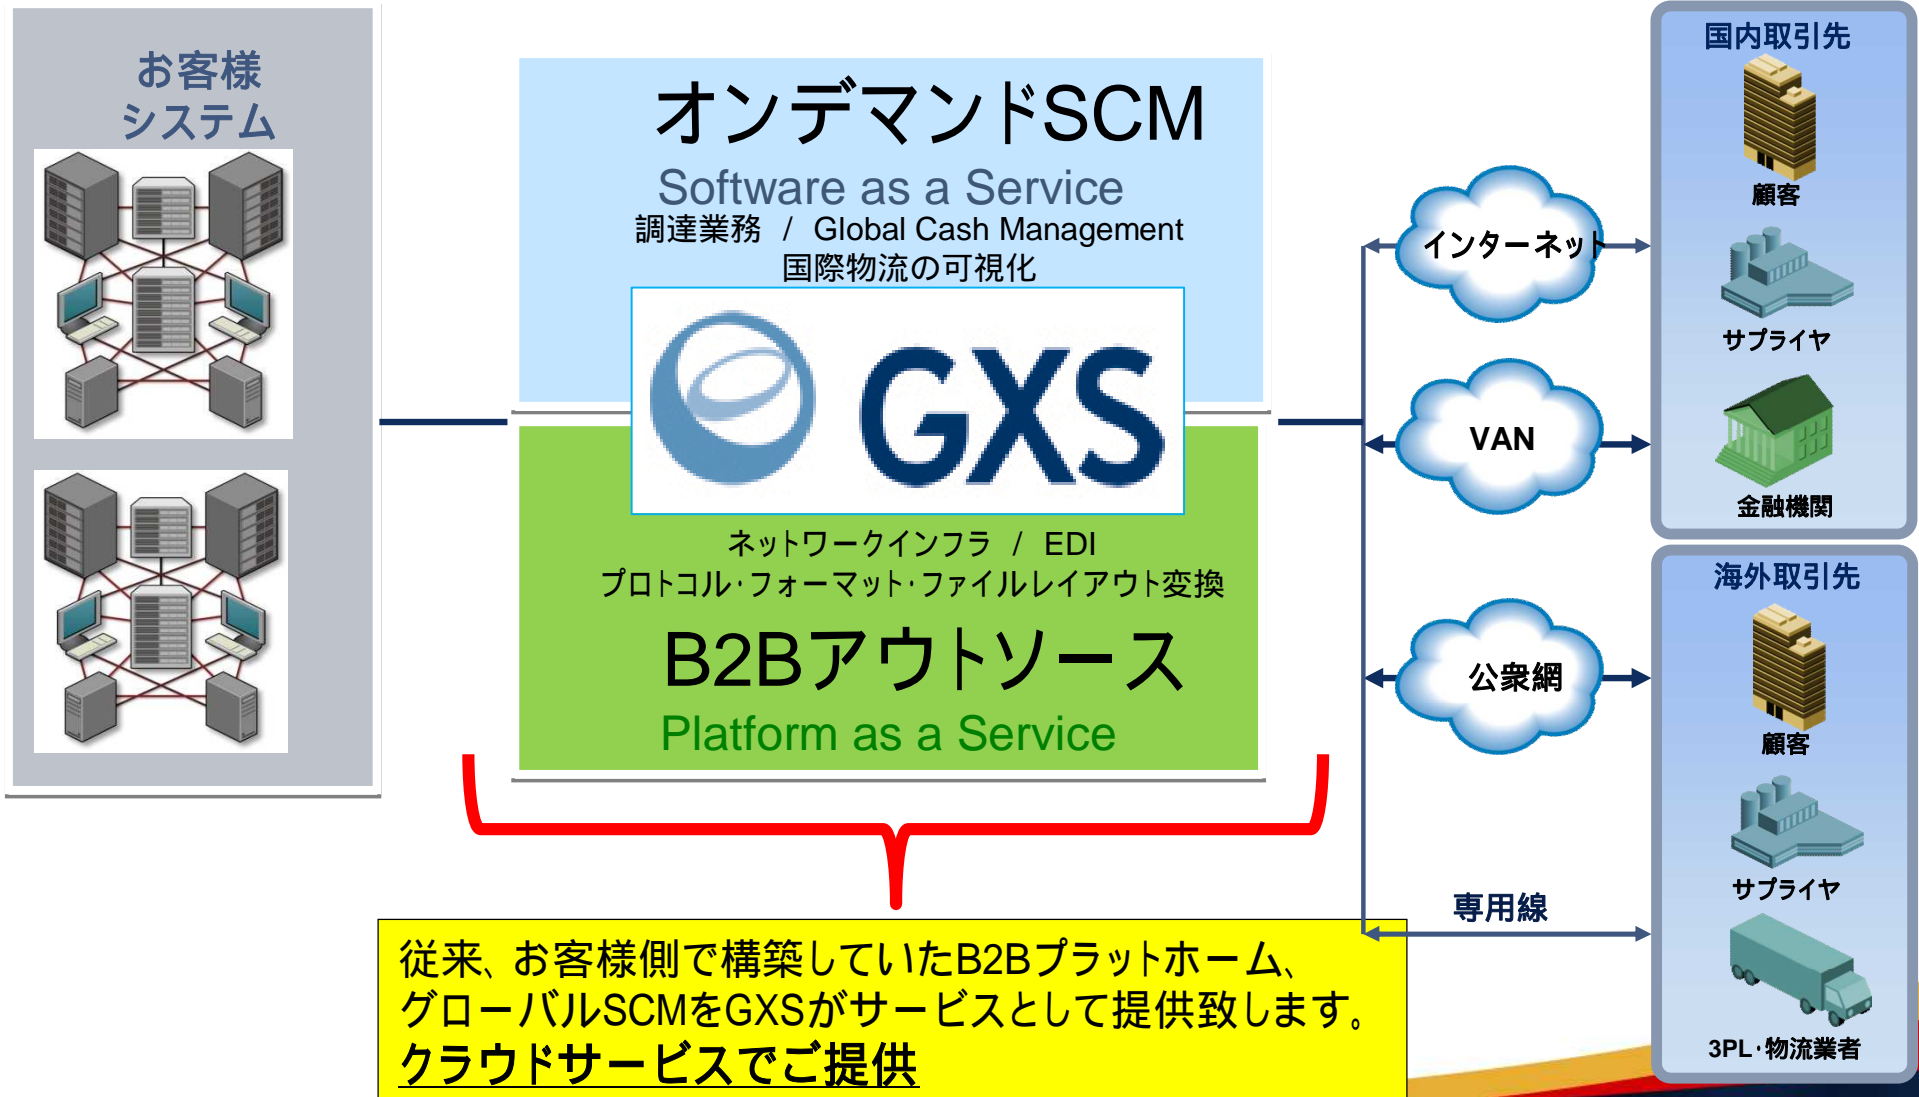 お客様
システム
オンデマンドSCM
Software as a Service
調達業務 / Global Cash Management
国際物流の可視化
GXS
ネットワークインフラ / EDI
プロトコル・フォーマット・ファイルレイアウト変換
B2Bアウトソース
Platform as a Service
従来、お客様側で構築していたB2Bプラットホーム、
グローバルSCMをGXSがサービスとして提供致します。
クラウドサービスでご提供
インターネット
VAN
公衆網
専用線
国内取引先
顧客
サプライヤ
金融機関
海外取引先
顧客
サプライヤ
3PL・物流業者